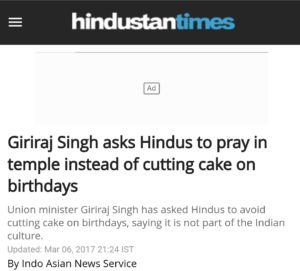 hindustantimes
Ad
Giriraj Singh asks Hindus to pray in
temple instead of cutting cake on
birthdays
Union minister Giriraj Singh has asked Hindus to avoid
cutting cake on birthdays, saying it is not part of the Indian
culture.
Updated: Mar 06, 2017 21:24 IST
By Indo Asian News Service